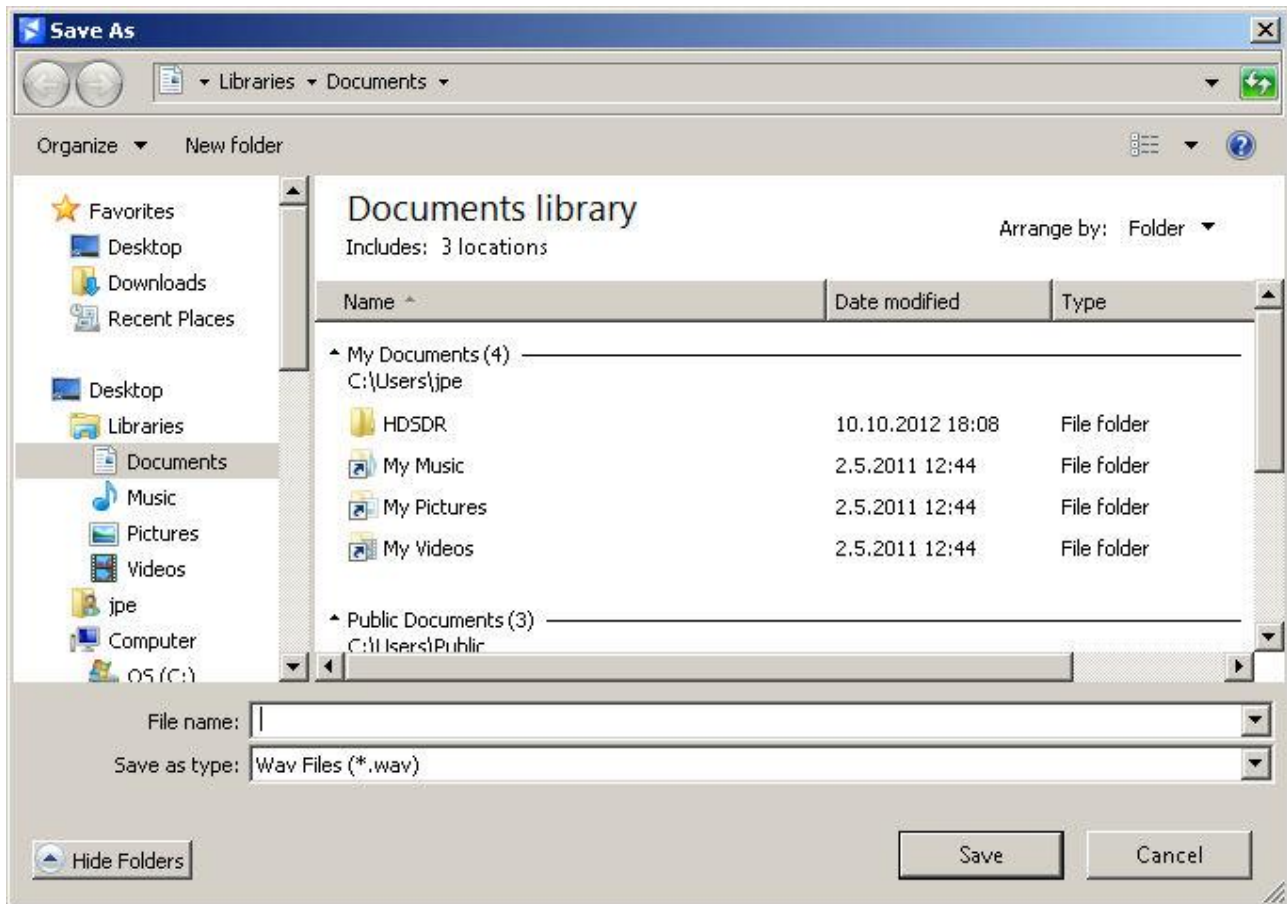 Save As
Libraries Documents
Organize New folder
Favorites
Desktop
Downloads
Recent Places
Desktop
Libraries
Documents
Music
Pictures
Videos
jpe
Computer
OS (C:)
Documents library
Includes: 3 locations
Arrange by: Folder
Name Date modified Type
My Documents (4)
C:\Users\jpe
HDSDR 10.10.2012 18:08 File folder
My Music 2.5.2011 12:44 File folder
My Pictures 2.5.2011 12:44 File folder
My Videos 2.5.2011 12:44 File folder
Public Documents (3)
C:\Users\Public
File name:
Save as type: Wav Files (*.wav)
Hide Folders Save Cancel